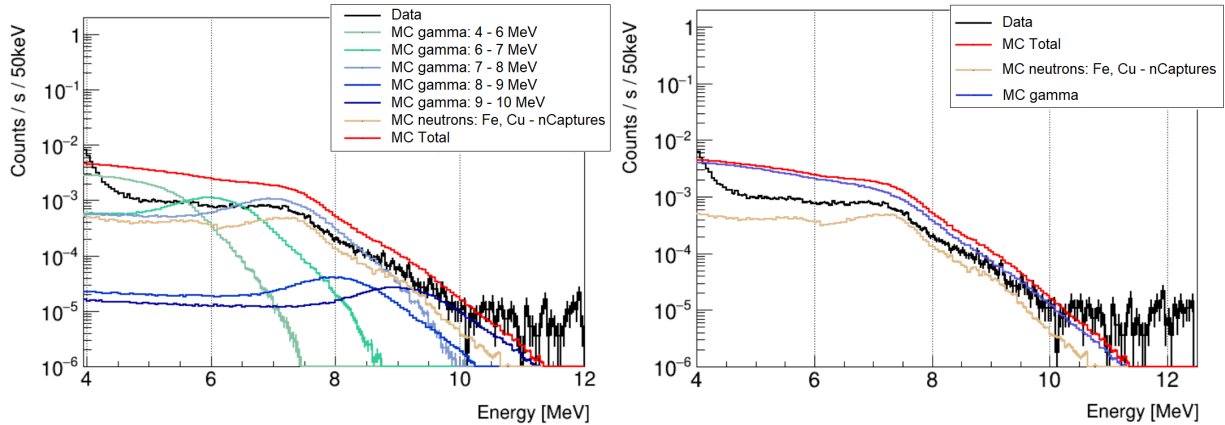 Counts / s / 50keV
1
10⁻¹
10⁻²
10⁻³
10⁻⁴
10⁻⁵
10⁻⁶
4
6
8
10
12
Energy [MeV]
Data
MC gamma: 4 - 6 MeV
MC gamma: 6 - 7 MeV
MC gamma: 7 - 8 MeV
MC gamma: 8 - 9 MeV
MC gamma: 9 - 10 MeV
MC neutrons: Fe, Cu - nCaptures
MC Total
Counts / s / 50keV
1
10⁻¹
10⁻²
10⁻³
10⁻⁴
10⁻⁵
10⁻⁶
4
6
8
10
12
Energy [MeV]
Data
MC Total
MC neutrons: Fe, Cu - nCaptures
MC gamma